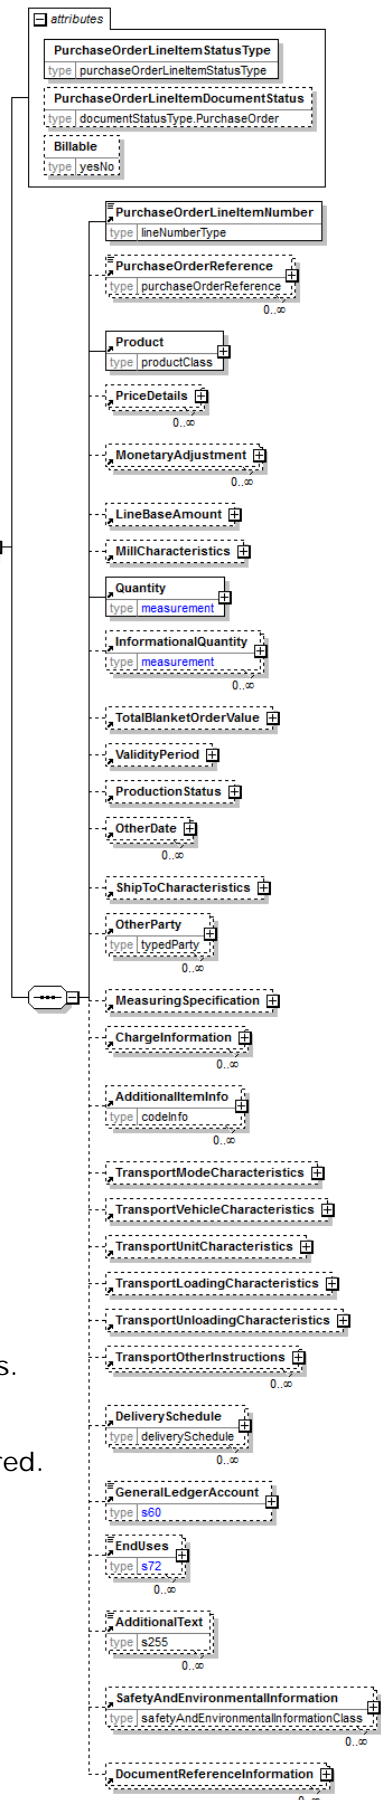 attributes
PurchaseOrderLineItemStatusType
type purchaseOrderLineItemStatusType
PurchaseOrderLineItemDocumentStatus
type documentStatusType.PurchaseOrder
Billable
type yesNo
PurchaseOrderLineItemNumber
type lineNumberType
PurchaseOrderReference
type purchaseOrderReference
0..∞
Product
type productClass
PriceDetails
0..∞
MonetaryAdjustment
0..∞
LineBaseAmount
MillCharacteristics
Quantity
type measurement
InformationalQuantity
type measurement
0..∞
TotalBlanketOrderValue
ValidityPeriod
ProductionStatus
OtherDate
0..∞
ShipToCharacteristics
OtherParty
type typedParty
0..∞
MeasuringSpecification
ChargeInformation
0..∞
AdditionalItemInfo
type codeInfo
0..∞
TransportModeCharacteristics
TransportVehicleCharacteristics
TransportUnitCharacteristics
TransportLoadingCharacteristics
TransportUnloadingCharacteristics
TransportOtherInstructions
s.
0..∞
DeliverySchedule
type deliverySchedule
0..∞
red.
GeneralLedgerAccount
type s60
EndUses
type s72
0..∞
AdditionalText
type s255
0..∞
SafetyAndEnvironmentalInformation
type safetyAndEnvironmentalInformationClass
0..∞
DocumentReferenceInformation
0..∞